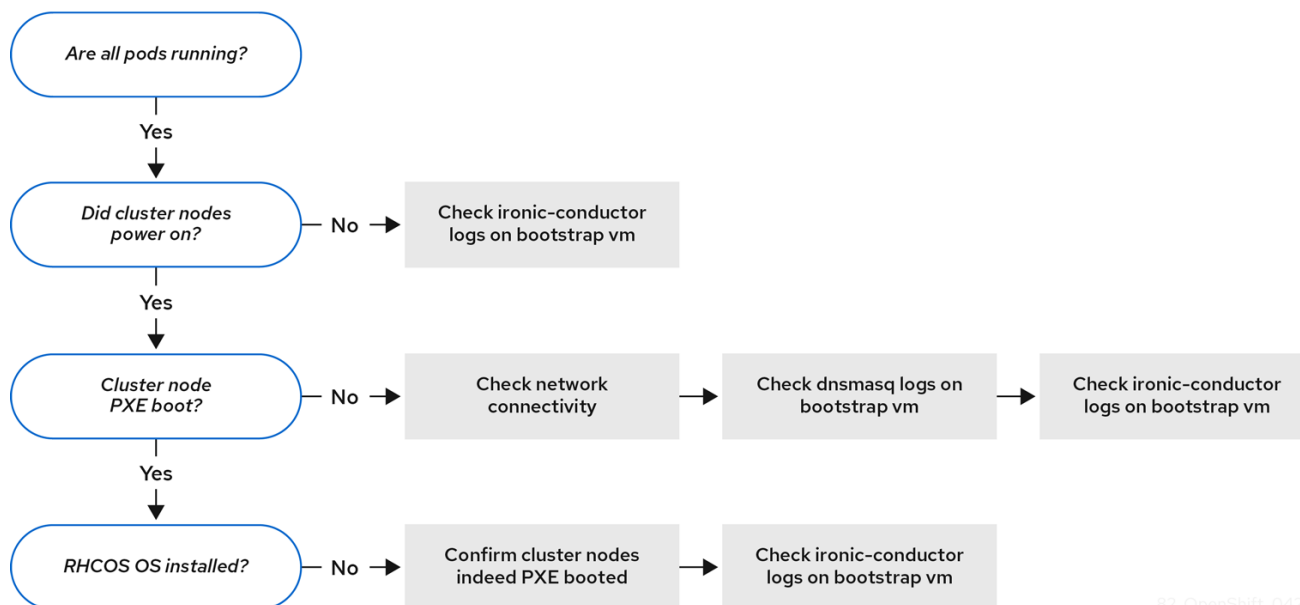 Are all pods running?
Yes
Did cluster nodes
power on?
No
Check ironic-conductor
logs on bootstrap vm
Yes
Cluster node
PXE boot?
No
Check network
connectivity
Check dnsmasq logs on
bootstrap vm
Check ironic-conductor
logs on bootstrap vm
Yes
RHCOS OS installed?
No
Confirm cluster nodes
indeed PXE booted
Check ironic-conductor
logs on bootstrap vm